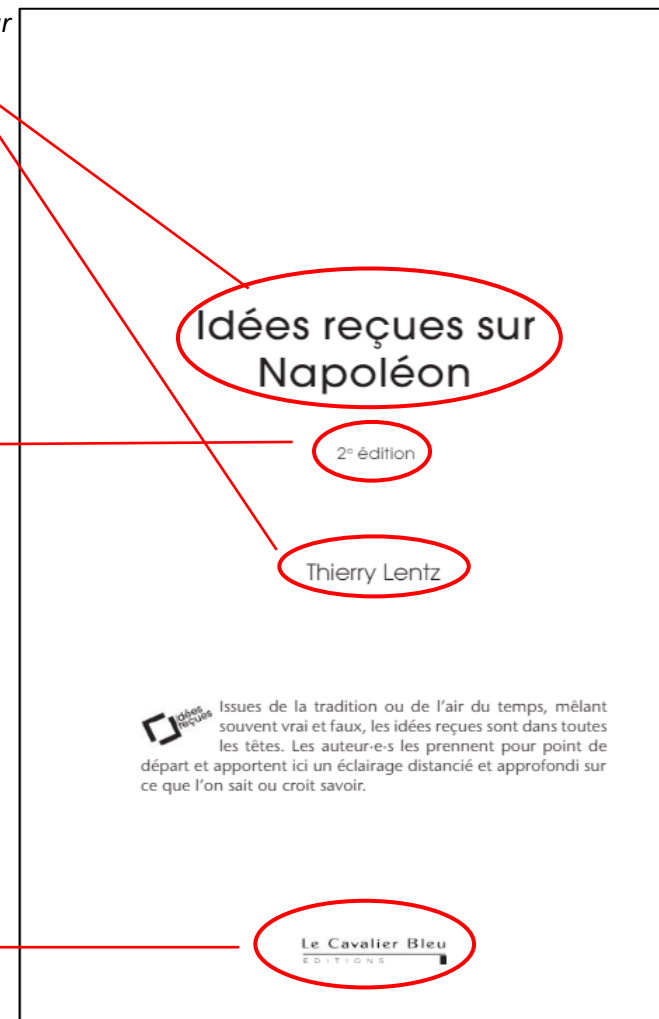 Idées reçues sur
Napoléon
2e édition
Thierry Lentz
idées
reçues
Issues de la tradition ou de l'air du temps, mêlant
souvent vrai et faux, les idées reçues sont dans toutes
les têtes. Les auteur·e·s les prennent pour point de
départ et apportent ici un éclairage distancié et approfondi sur
ce que l'on sait ou croit savoir.
Le Cavalier Bleu
EDITIONS